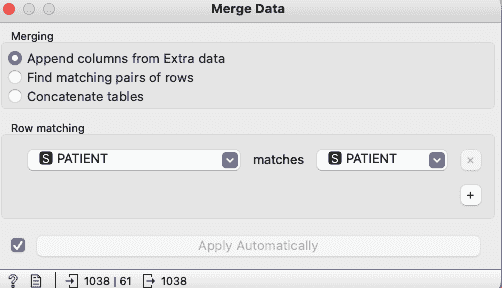 Merge Data
Merging
Append columns from Extra data
Find matching pairs of rows
Concatenate tables
Row matching
S PATIENT matches S PATIENT ×
+
Apply Automatically
? 1038 | 61 1038